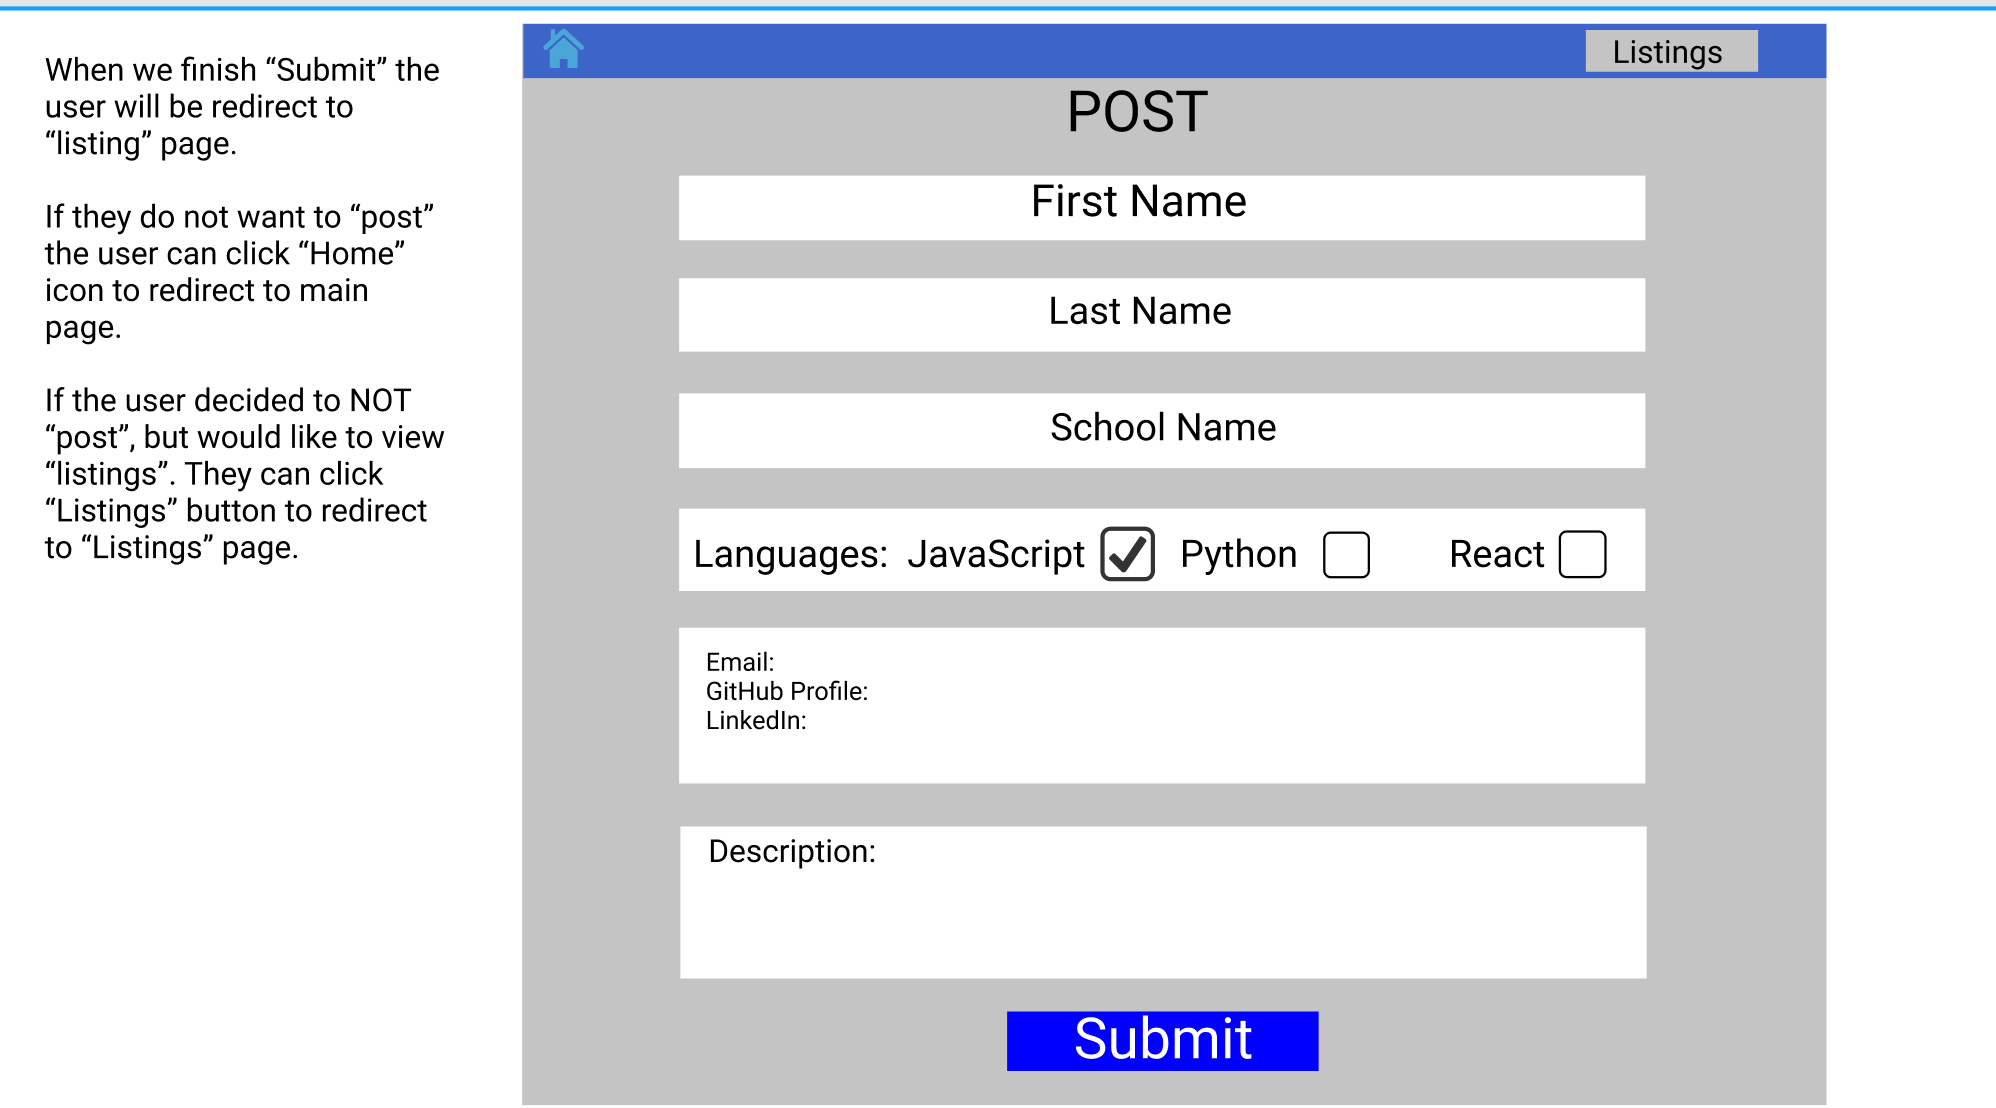 When we finish “Submit” the
user will be redirect to
“listing” page.
If they do not want to “post”
the user can click “Home”
icon to redirect to main
page.
If the user decided to NOT
“post”, but would like to view
“listings”. They can click
“Listings” button to redirect
to “Listings” page.
Listings
POST
First Name
Last Name
School Name
Languages: JavaScript Python React
Email:
GitHub Profile:
LinkedIn:
Description:
Submit